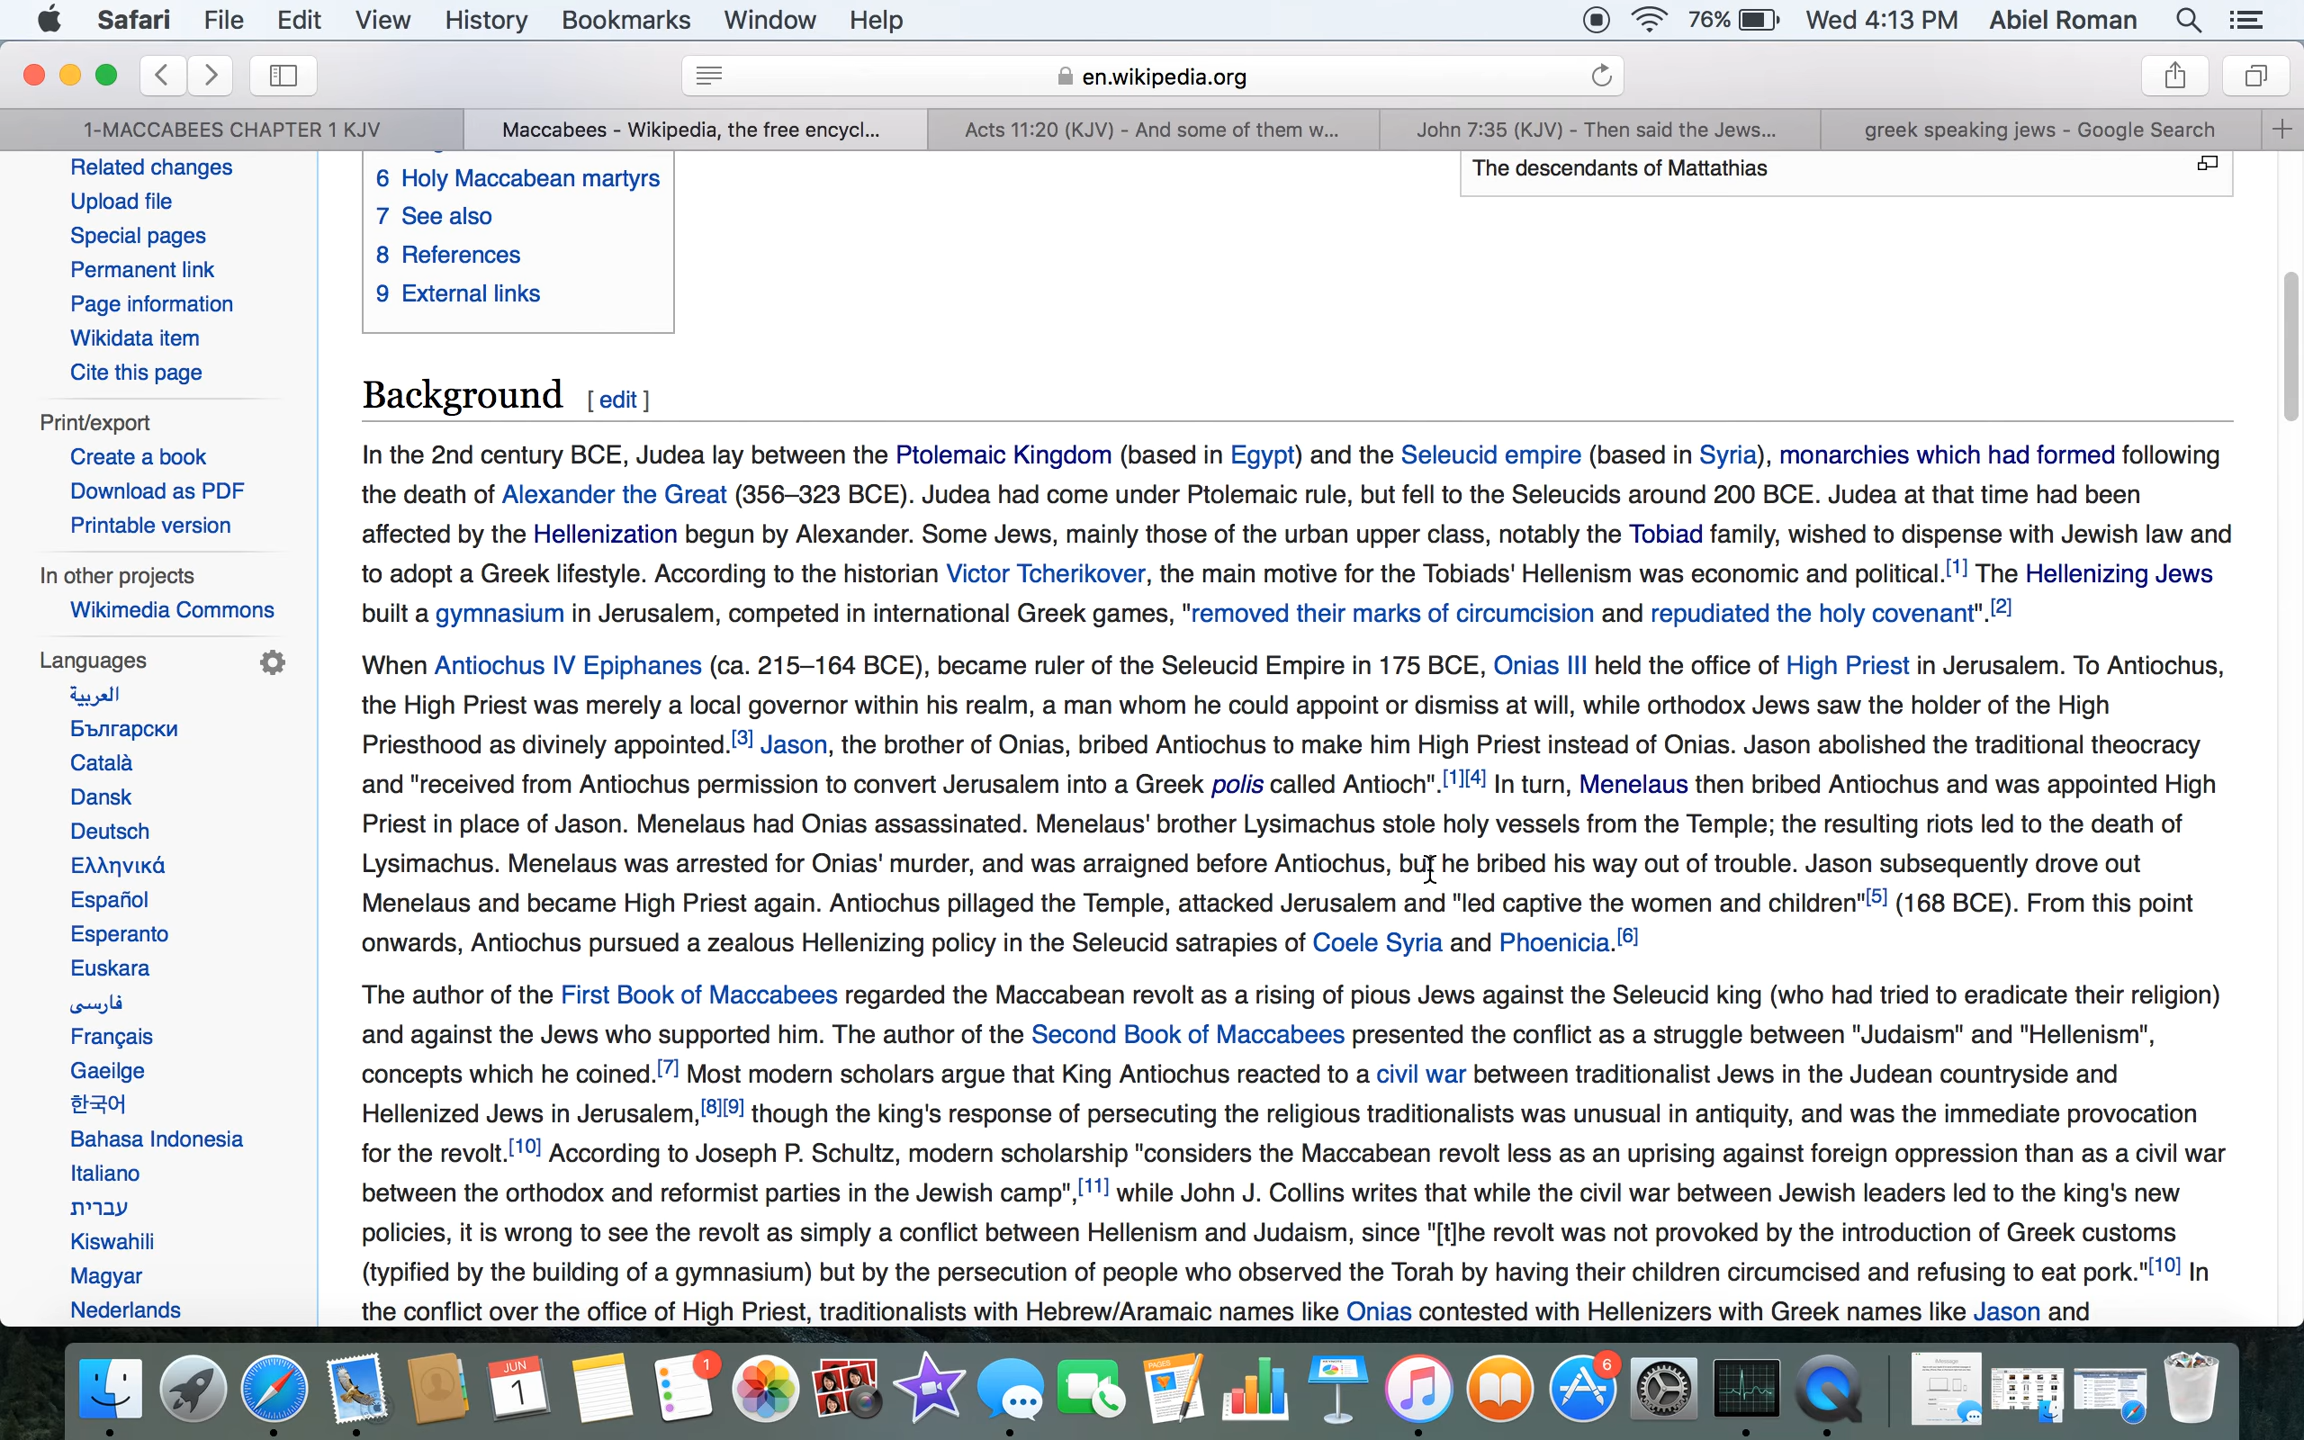 Safari File Edit View History Bookmarks Window Help 76% Wed 4:13 PM Abiel Roman
en.wikipedia.org
1-MACCABEES CHAPTER 1 KJV
Maccabees - Wikipedia, the free encycl...
Acts 11:20 (KJV) - And some of them w...
John 7:35 (KJV) - Then said the Jews...
greek speaking jews - Google Search
Related changes
Upload file
Special pages
Permanent link
Page information
Wikidata item
Cite this page
Print/export
Create a book
Download as PDF
Printable version
In other projects
Wikimedia Commons
Languages
العربية
Български
Català
Dansk
Deutsch
Ελληνικά
Español
Esperanto
Euskara
فارسی
Français
Gaeilge
한국어
Bahasa Indonesia
Italiano
עברית
Kiswahili
Magyar
Nederlands
6 Holy Maccabean martyrs
7 See also
8 References
9 External links
The descendants of Mattathias
Background [ edit ]
In the 2nd century BCE, Judea lay between the Ptolemaic Kingdom (based in Egypt) and the Seleucid empire (based in Syria), monarchies which had formed following
the death of Alexander the Great (356–323 BCE). Judea had come under Ptolemaic rule, but fell to the Seleucids around 200 BCE. Judea at that time had been
affected by the Hellenization begun by Alexander. Some Jews, mainly those of the urban upper class, notably the Tobiad family, wished to dispense with Jewish law and
to adopt a Greek lifestyle. According to the historian Victor Tcherikover, the main motive for the Tobiads' Hellenism was economic and political.[1] The Hellenizing Jews
built a gymnasium in Jerusalem, competed in international Greek games, "removed their marks of circumcision and repudiated the holy covenant".[2]
When Antiochus IV Epiphanes (ca. 215–164 BCE), became ruler of the Seleucid Empire in 175 BCE, Onias III held the office of High Priest in Jerusalem. To Antiochus,
the High Priest was merely a local governor within his realm, a man whom he could appoint or dismiss at will, while orthodox Jews saw the holder of the High
Priesthood as divinely appointed.[3] Jason, the brother of Onias, bribed Antiochus to make him High Priest instead of Onias. Jason abolished the traditional theocracy
and "received from Antiochus permission to convert Jerusalem into a Greek polis called Antioch".[1][4] In turn, Menelaus then bribed Antiochus and was appointed High
Priest in place of Jason. Menelaus had Onias assassinated. Menelaus' brother Lysimachus stole holy vessels from the Temple; the resulting riots led to the death of
Lysimachus. Menelaus was arrested for Onias' murder, and was arraigned before Antiochus, but he bribed his way out of trouble. Jason subsequently drove out
Menelaus and became High Priest again. Antiochus pillaged the Temple, attacked Jerusalem and "led captive the women and children"[5] (168 BCE). From this point
onwards, Antiochus pursued a zealous Hellenizing policy in the Seleucid satrapies of Coele Syria and Phoenicia.[6]
The author of the First Book of Maccabees regarded the Maccabean revolt as a rising of pious Jews against the Seleucid king (who had tried to eradicate their religion)
and against the Jews who supported him. The author of the Second Book of Maccabees presented the conflict as a struggle between "Judaism" and "Hellenism",
concepts which he coined.[7] Most modern scholars argue that King Antiochus reacted to a civil war between traditionalist Jews in the Judean countryside and
Hellenized Jews in Jerusalem,[8][9] though the king's response of persecuting the religious traditionalists was unusual in antiquity, and was the immediate provocation
for the revolt.[10] According to Joseph P. Schultz, modern scholarship "considers the Maccabean revolt less as an uprising against foreign oppression than as a civil war
between the orthodox and reformist parties in the Jewish camp",[11] while John J. Collins writes that while the civil war between Jewish leaders led to the king's new
policies, it is wrong to see the revolt as simply a conflict between Hellenism and Judaism, since "[t]he revolt was not provoked by the introduction of Greek customs
(typified by the building of a gymnasium) but by the persecution of people who observed the Torah by having their children circumcised and refusing to eat pork."[10] In
the conflict over the office of High Priest, traditionalists with Hebrew/Aramaic names like Onias contested with Hellenizers with Greek names like Jason and
JUN
1
1
PAGES
6